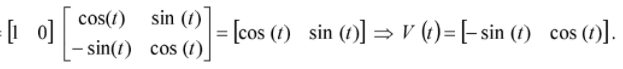 = [1 0] [cos(t) sin (t) − sin(t) cos (t)] = [cos (t) sin (t)] ⇒ V (t) = [− sin (t) cos (t)].